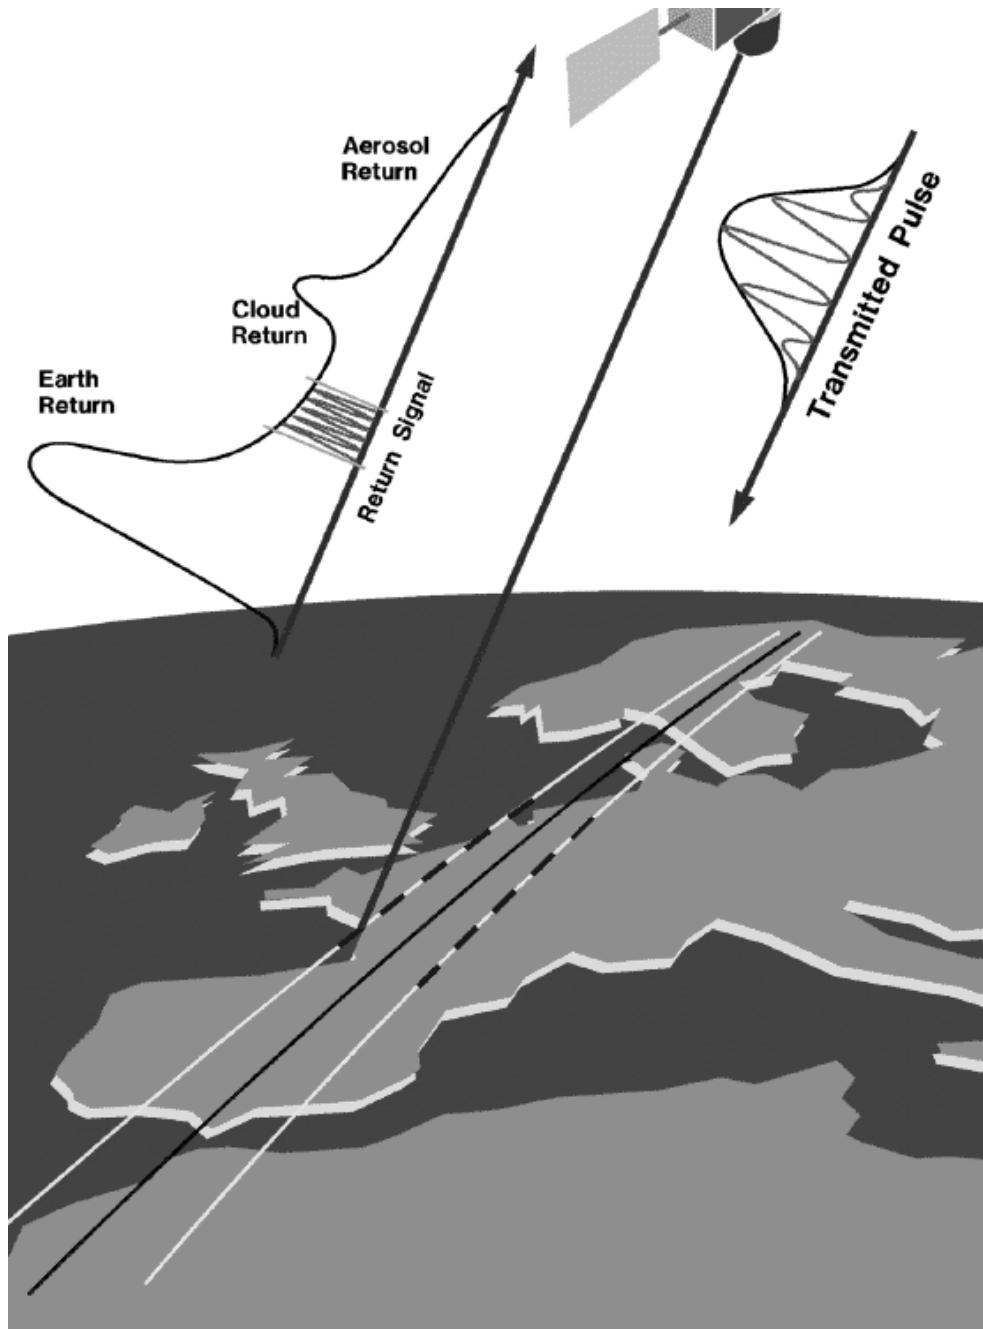 Aerosol
Return
Transmitted Pulse
Cloud
Return
Earth
Return
Return Signal